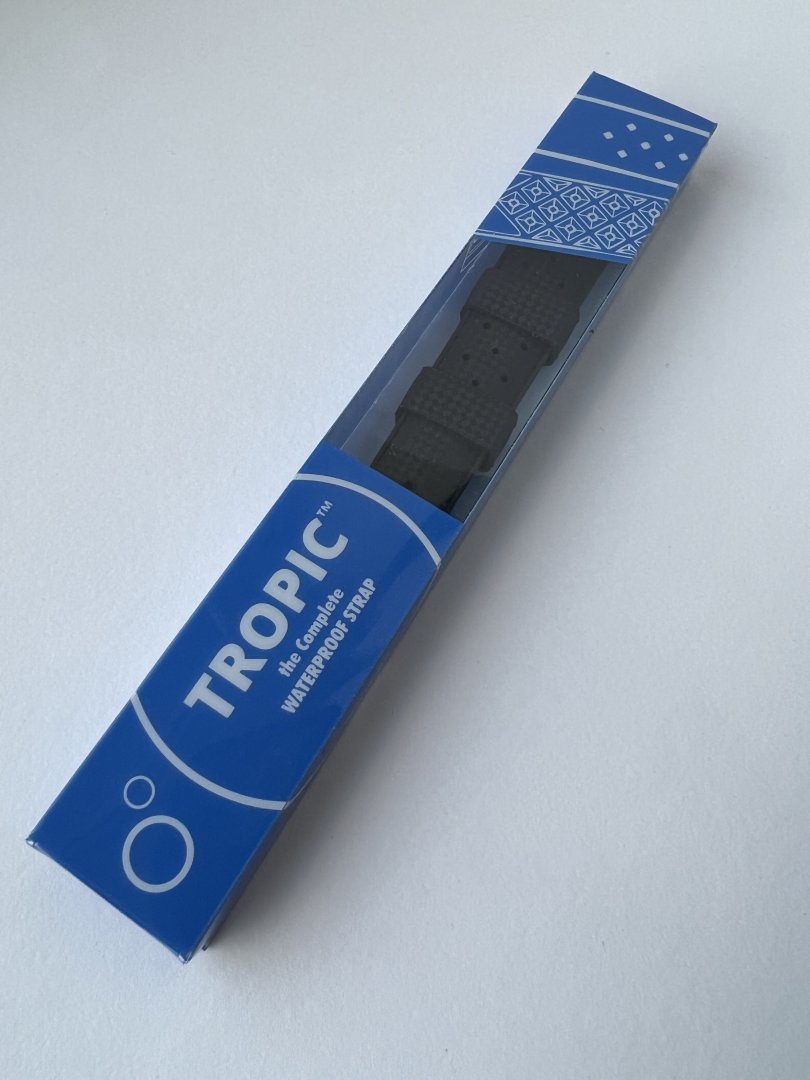 TROPIC™
the Complete
WATERPROOF STRAP